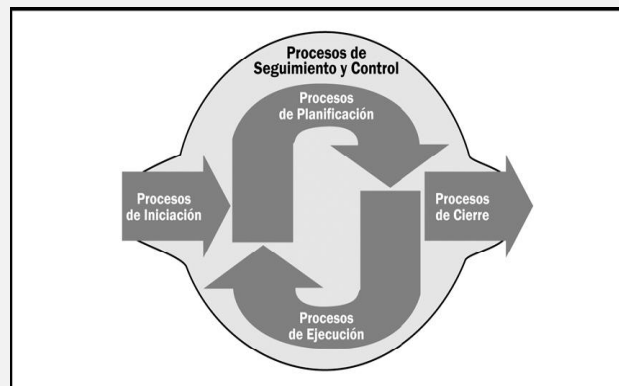 Procesos de
Seguimiento y Control
Procesos
de Planificación
Procesos
de Iniciación
Procesos
de Cierre
Procesos
de Ejecución